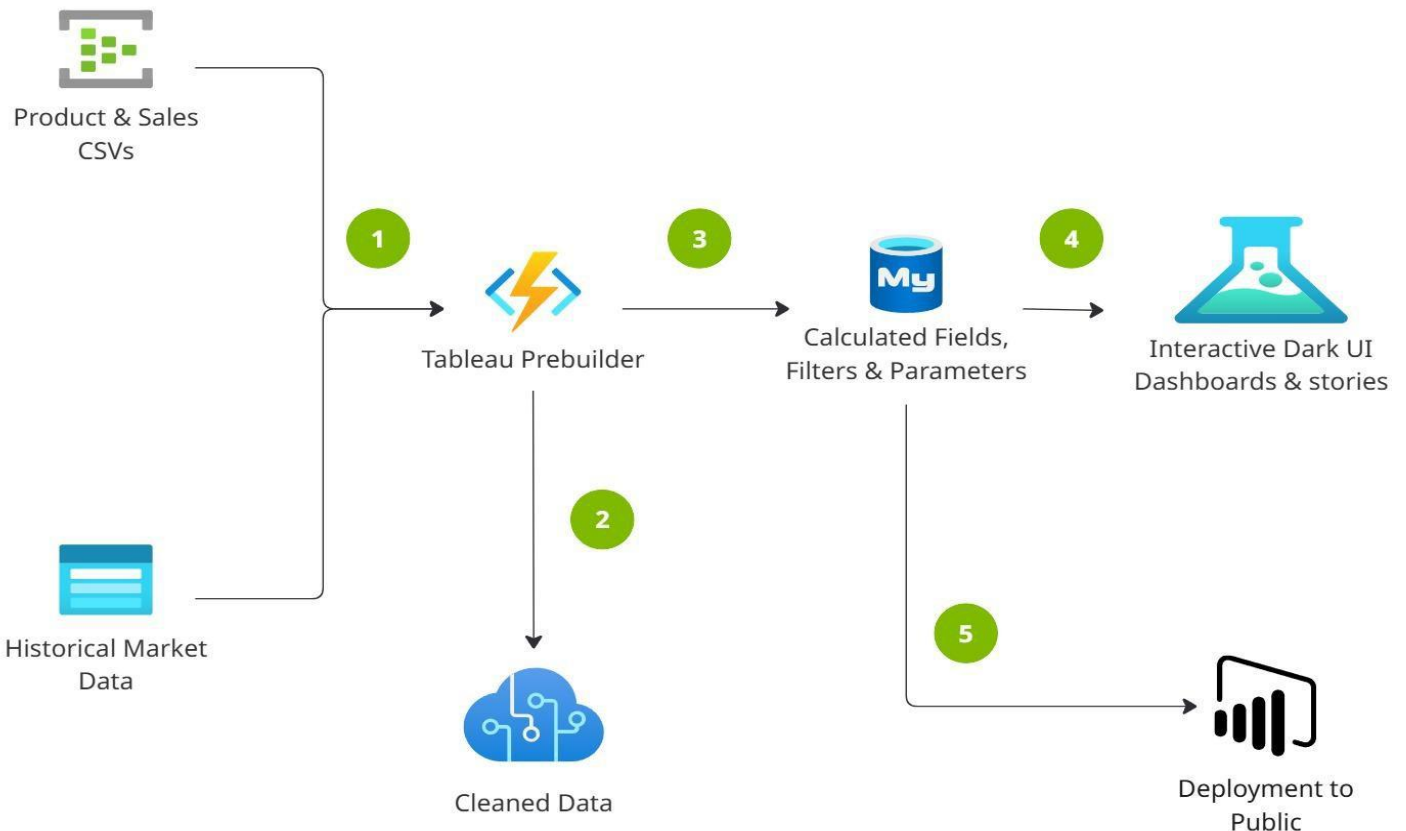 Product & Sales
CSVs
1
3
4
My
Tableau Prebuilder
Calculated Fields,
Filters & Parameters
Interactive Dark UI
Dashboards & stories
2
Historical Market
Data
5
Cleaned Data
Deployment to
Public